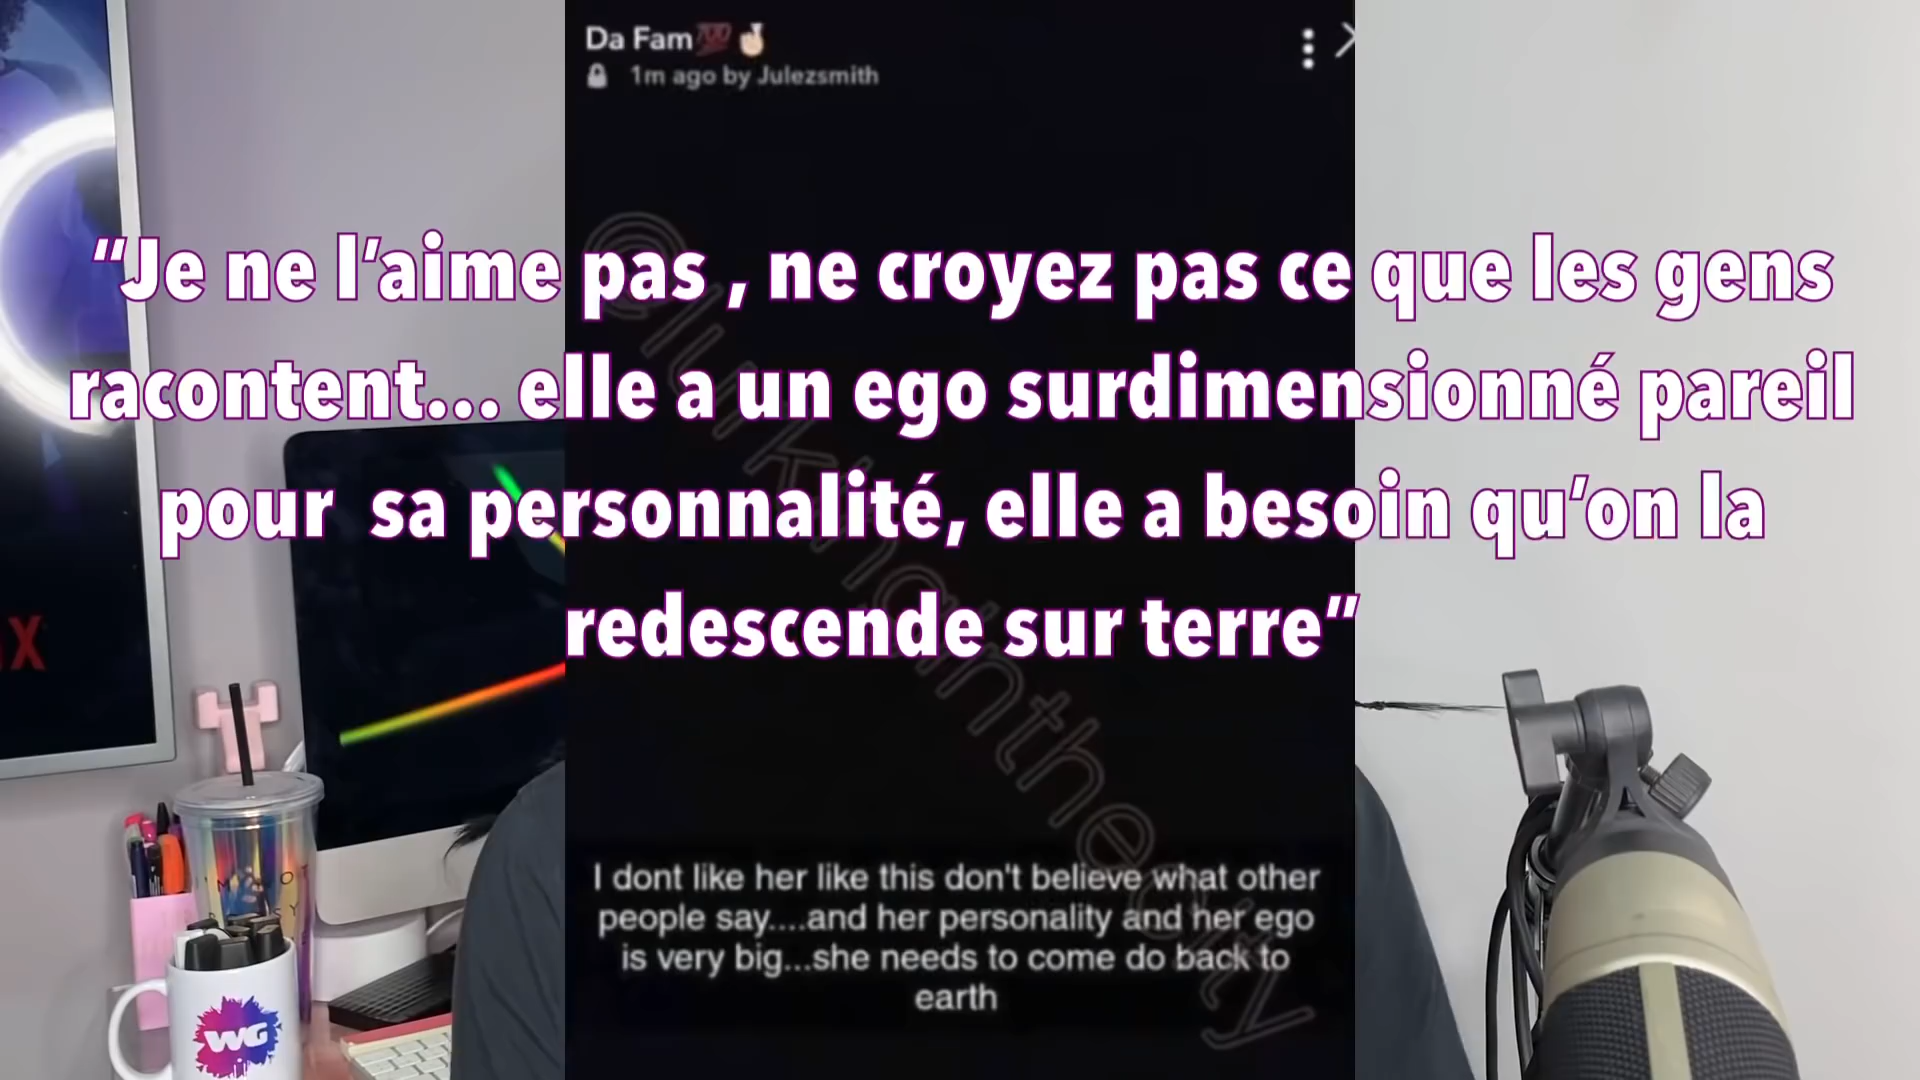 Da Fam💯🤞🏻
1m ago by Julezsmith
“Je ne l’aime pas , ne croyez pas ce que les gens
racontent... elle a un ego surdimensionné pareil
pour sa personnalité, elle a besoin qu’on la
redescende sur terre”
@lurkinthecity
I dont like her like this don't believe what other
people say....and her personality and her ego
is very big...she needs to come do back to
earth
WG